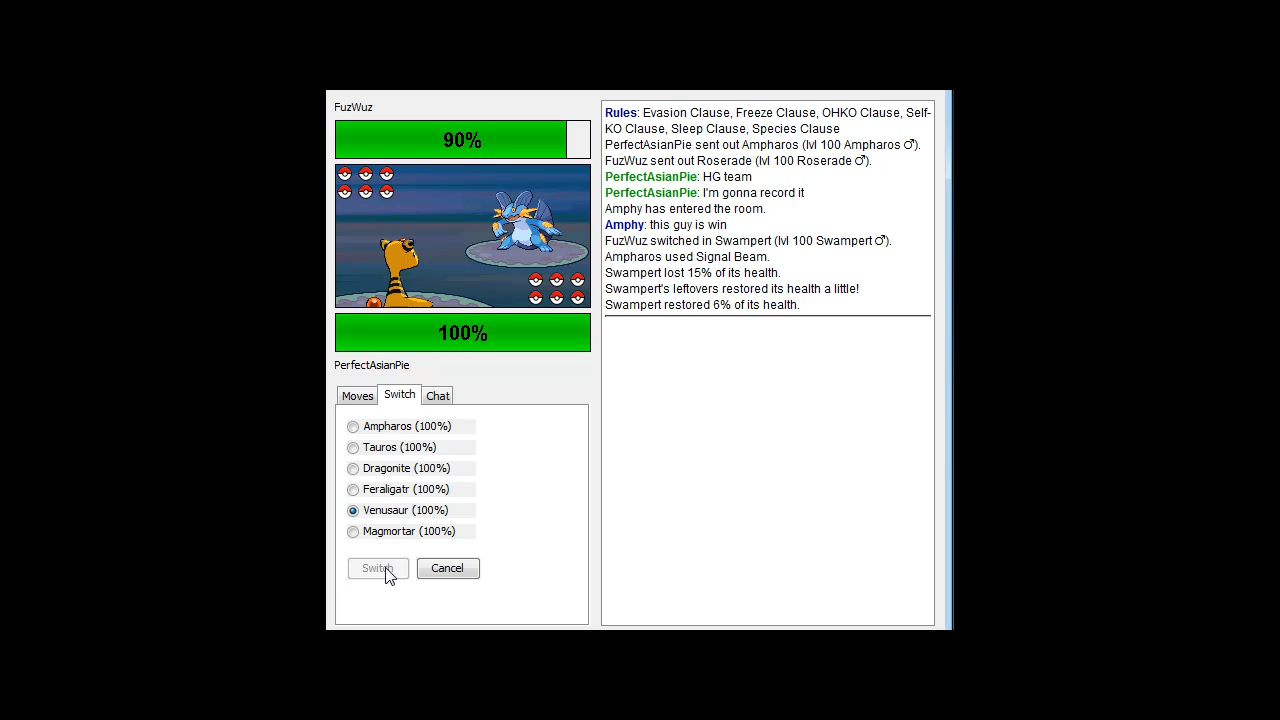 FuzWuz
90%
100%
PerfectAsianPie
Moves
Switch
Chat
Ampharos (100%)
Tauros (100%)
Dragonite (100%)
Feraligatr (100%)
Venusaur (100%)
Magmortar (100%)
Switch
Cancel
Rules: Evasion Clause, Freeze Clause, OHKO Clause, Self-
KO Clause, Sleep Clause, Species Clause
PerfectAsianPie sent out Ampharos (lvl 100 Ampharos ♂).
FuzWuz sent out Roserade (lvl 100 Roserade ♂).
PerfectAsianPie: HG team
PerfectAsianPie: I'm gonna record it
Amphy has entered the room.
Amphy: this guy is win
FuzWuz switched in Swampert (lvl 100 Swampert ♂).
Ampharos used Signal Beam.
Swampert lost 15% of its health.
Swampert's leftovers restored its health a little!
Swampert restored 6% of its health.